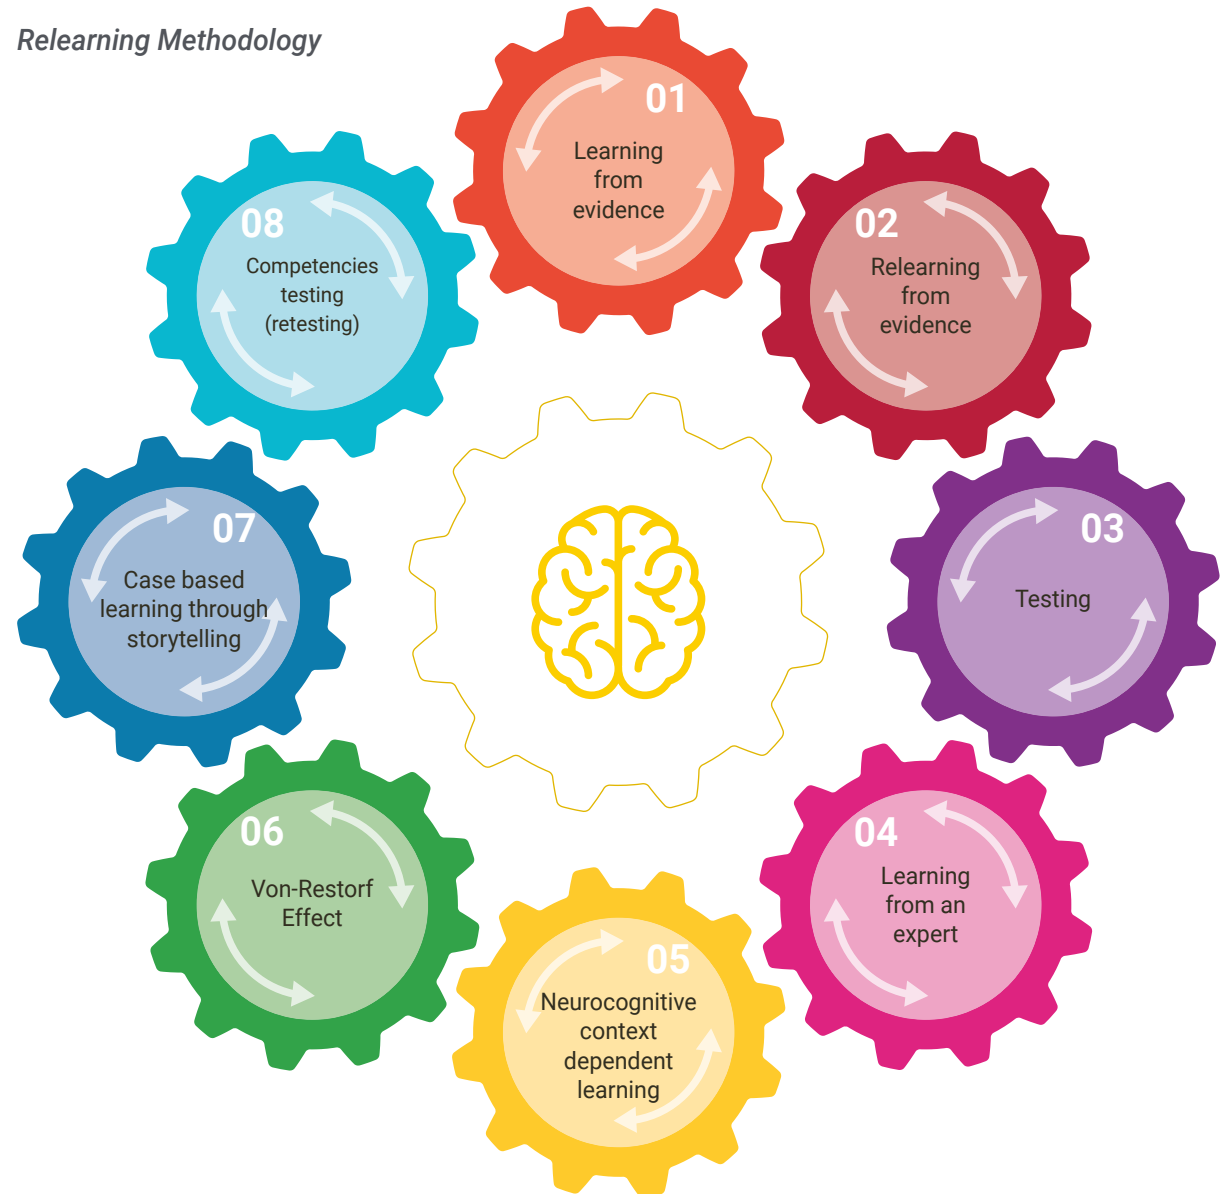 Relearning Methodology
01
Learning
from
evidence
02
Relearning
from
evidence
03
Testing
04
Learning
from an
expert
05
Neurocognitive
context
dependent
learning
06
Von-Restorf
Effect
07
Case based
learning through
storytelling
08
Competencies
testing
(retesting)